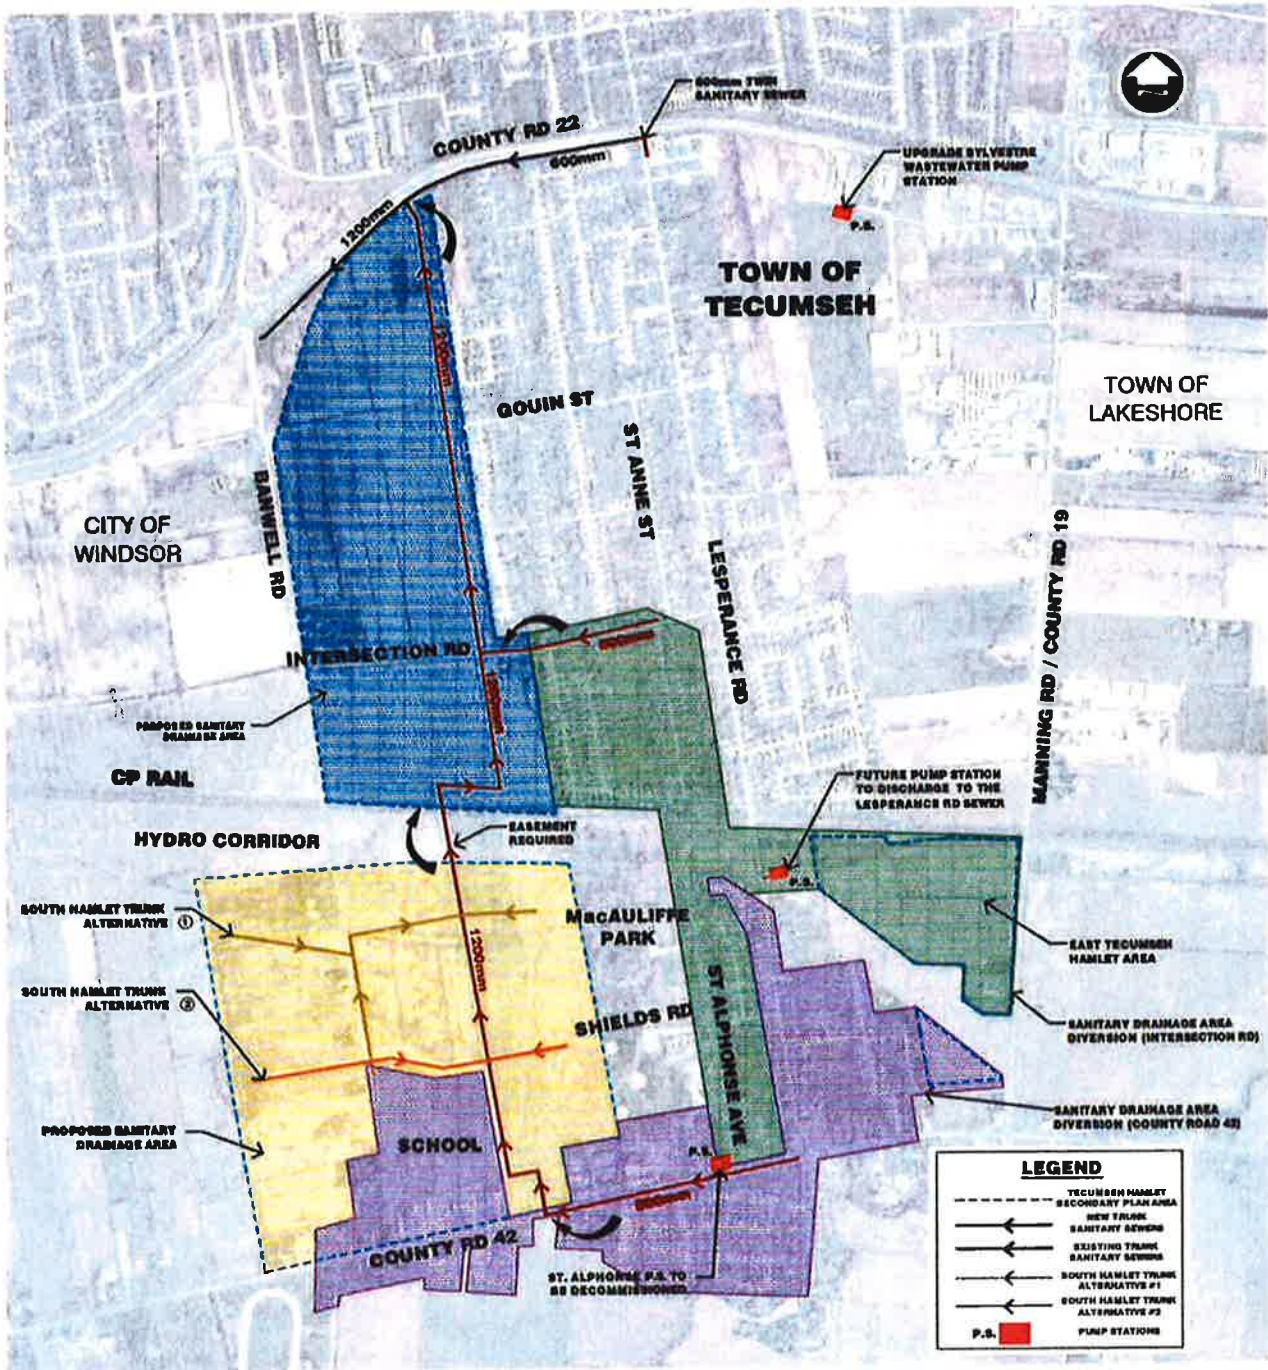 600mm TWIN
SANITARY SEWER
COUNTY RD 22
600mm
UPGRADE SYLVESTRE
WASTEWATER PUMP
STATION
P.S.
1200mm
TOWN OF
TECUMSEH
1200mm
TOWN OF
LAKESHORE
GOUIN ST
ST ANNE ST
BANWELL RD
CITY OF
WINDSOR
LESPERANCE RD
MANNING RD / COUNTY RD 19
INTERSECTION RD
1200mm
PROPOSED SANITARY
DRAINAGE AREA
CP RAIL
FUTURE PUMP STATION
TO DISCHARGE TO THE
LESPERANCE RD SEWER
HYDRO CORRIDOR
EASEMENT
REQUIRED
P.S.
SOUTH HAMLET TRUNK
ALTERNATIVE ①
MacAULIFFE
PARK
1200mm
EAST TECUMSEH
HAMLET AREA
SOUTH HAMLET TRUNK
ALTERNATIVE ②
SHIELDS RD
ST ALPHONSE AVE
SANITARY DRAINAGE AREA
DIVERSION (INTERSECTION RD)
PROPOSED SANITARY
DRAINAGE AREA
SCHOOL
P.S.
SANITARY DRAINAGE AREA
DIVERSION (COUNTY ROAD 42)
COUNTY RD 42
ST. ALPHONSE P.S. TO
BE DECOMMISSIONED
LEGEND
TECUMSEH HAMLET
SECONDARY PLAN AREA
NEW TRUNK
SANITARY SEWERS
EXISTING TRUNK
SANITARY SEWERS
SOUTH HAMLET TRUNK
ALTERNATIVE #1
SOUTH HAMLET TRUNK
ALTERNATIVE #2
P.S.
PUMP STATIONS